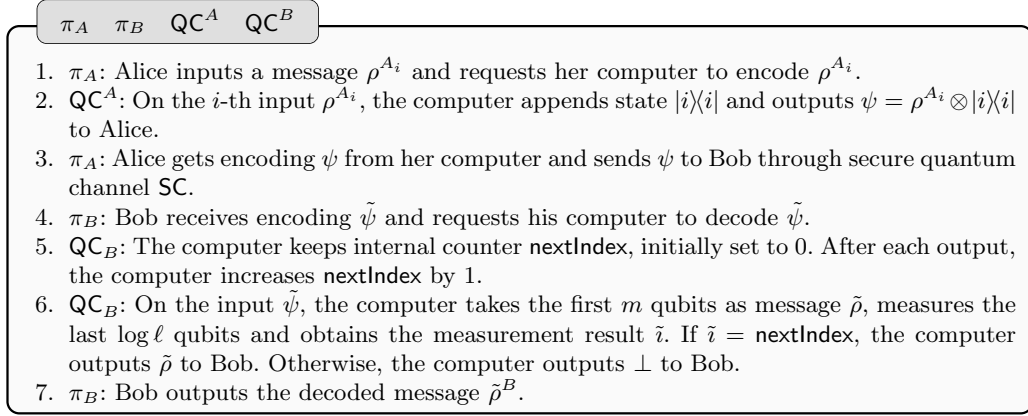 π_A π_B QC^A QC^B
1. π_A: Alice inputs a message ρ^{A_i} and requests her computer to encode ρ^{A_i}.
2. QC^A: On the i-th input ρ^{A_i}, the computer appends state |i⟩⟨i| and outputs ψ = ρ^{A_i} ⊗ |i⟩⟨i|
to Alice.
3. π_A: Alice gets encoding ψ from her computer and sends ψ to Bob through secure quantum
channel SC.
4. π_B: Bob receives encoding ψ̃ and requests his computer to decode ψ̃.
5. QC_B: The computer keeps internal counter nextIndex, initially set to 0. After each output,
the computer increases nextIndex by 1.
6. QC_B: On the input ψ̃, the computer takes the first m qubits as message ρ̃, measures the
last log ℓ qubits and obtains the measurement result ĩ. If ĩ = nextIndex, the computer
outputs ρ̃ to Bob. Otherwise, the computer outputs ⊥ to Bob.
7. π_B: Bob outputs the decoded message ρ̃^B.